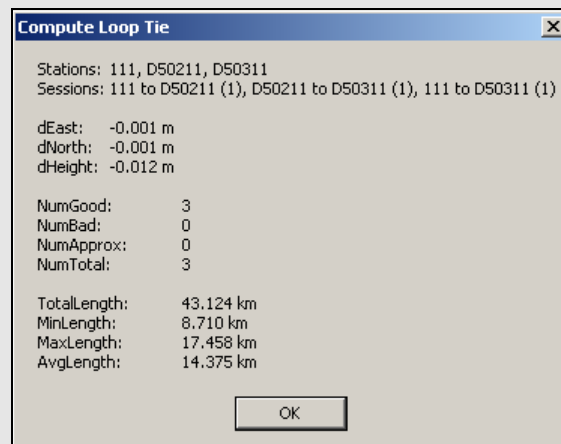 Compute Loop Tie
Stations: 111, D50211, D50311
Sessions: 111 to D50211 (1), D50211 to D50311 (1), 111 to D50311 (1)
dEast: -0.001 m
dNorth: -0.001 m
dHeight: -0.012 m
NumGood: 3
NumBad: 0
NumApprox: 0
NumTotal: 3
TotalLength: 43.124 km
MinLength: 8.710 km
MaxLength: 17.458 km
AvgLength: 14.375 km
OK